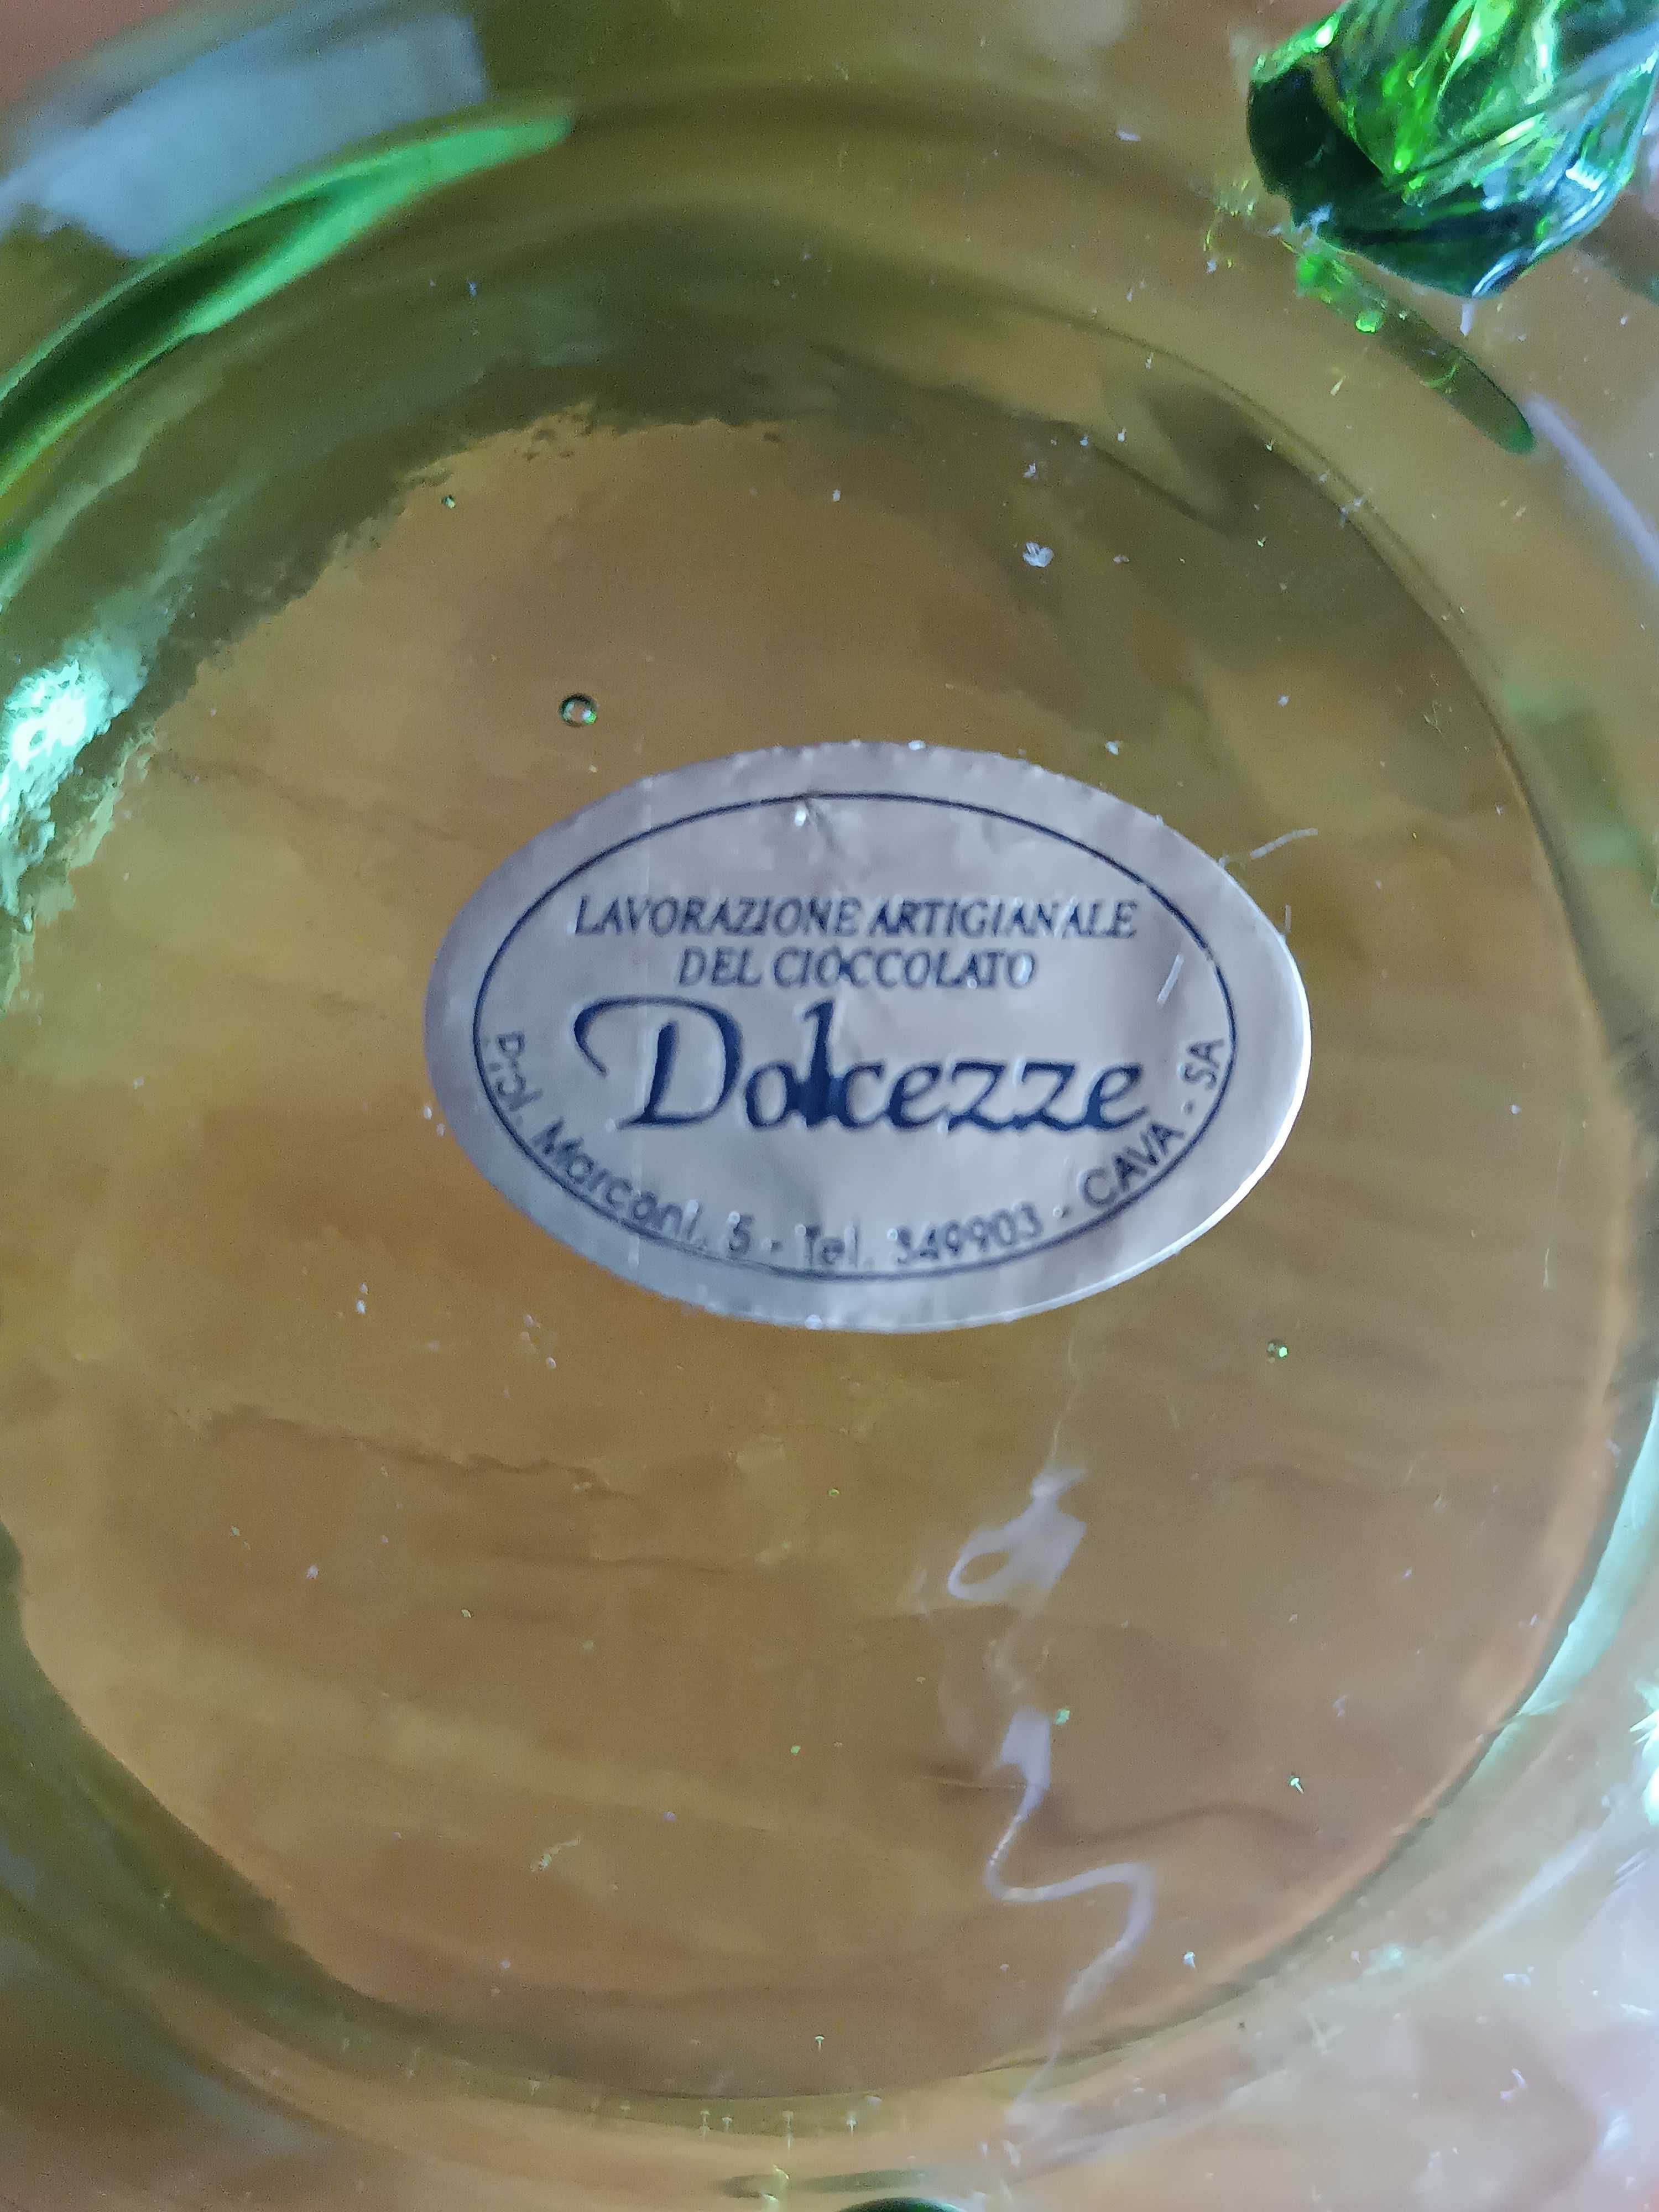 LAVORAZIONE ARTIGIANALE
DEL CIOCCOLATO
Dolcezze
Marconi, 5 - Tel. 349903 - CAVA - SA